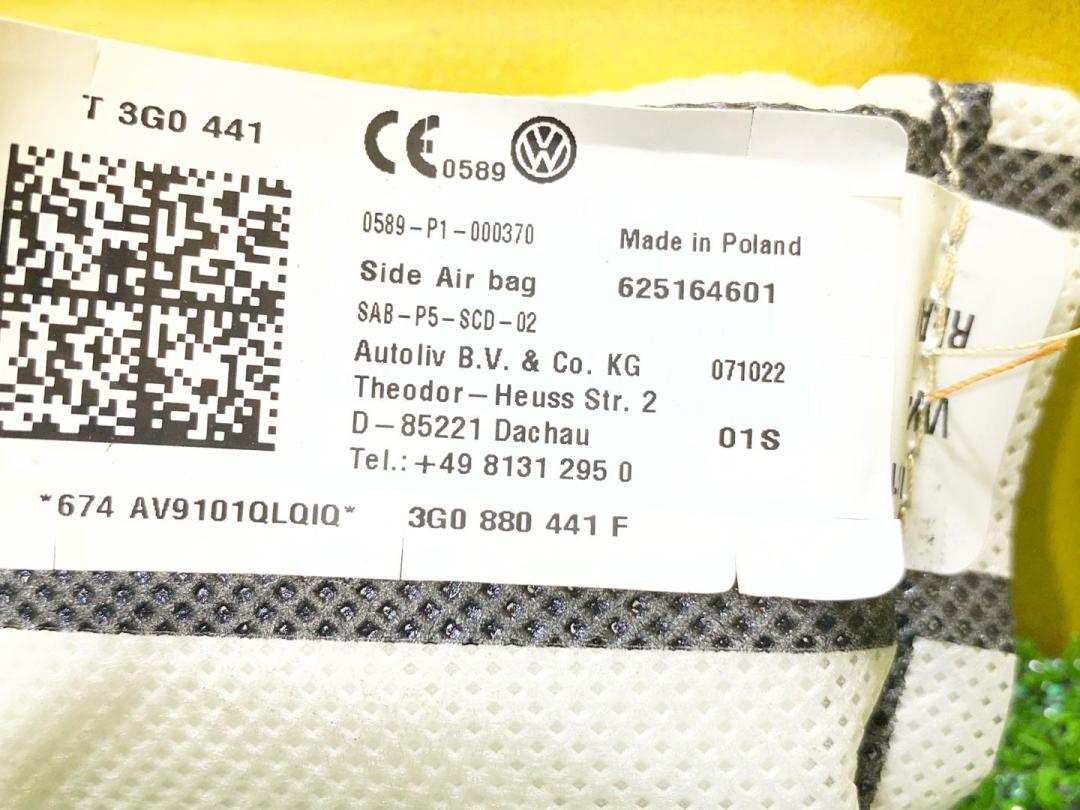 T 3G0 441
CE 0589
0589-P1-000370
Made in Poland
Side Air bag
625164601
SAB-P5-SCD-02
Autoliv B.V. & Co. KG
071022
Theodor-Heuss Str. 2
D-85221 Dachau
01S
Tel.: +49 8131 295 0
*674 AV9101QLQIQ*
3G0 880 441 F